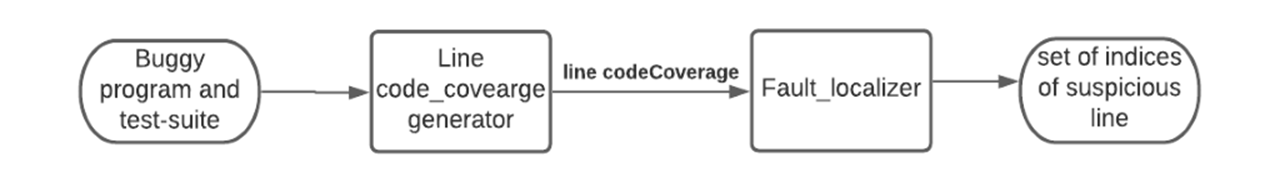 Buggy
program and
test-suite
Line
code_covearge
generator
line codeCoverage
Fault_localizer
set of indices
of suspicious
line